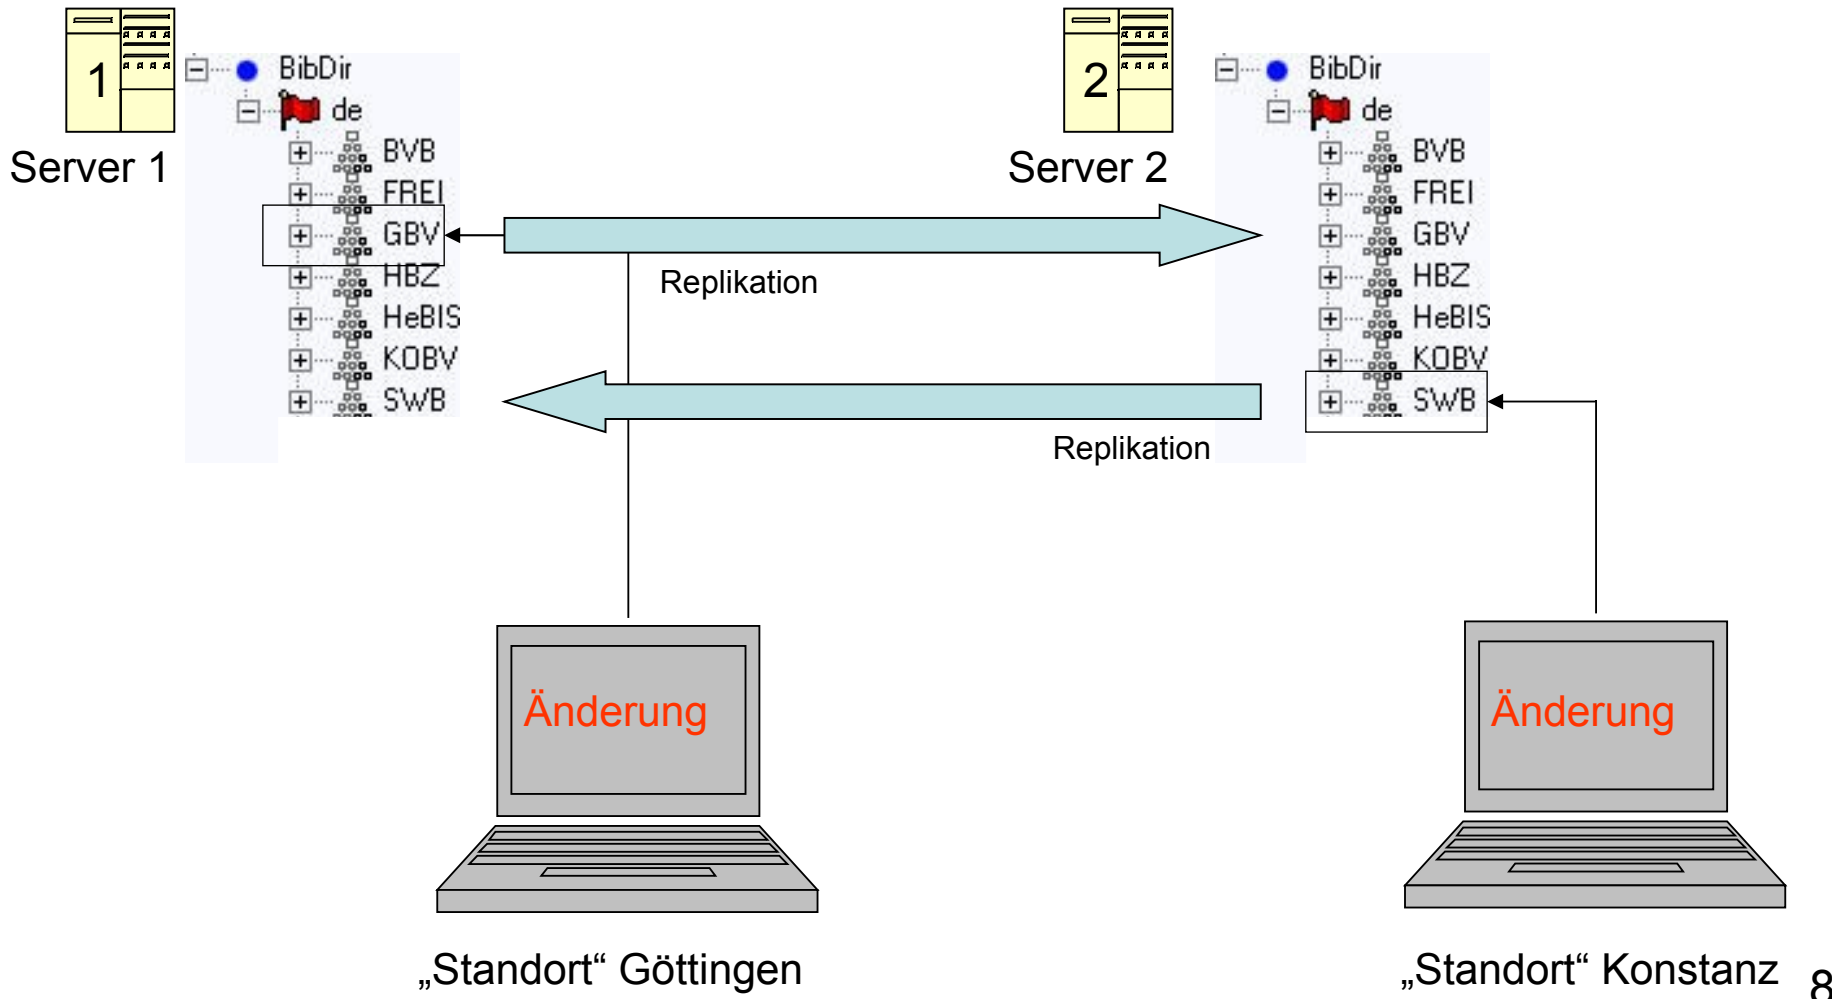 1
Server 1
BibDir
de
BVB
FREI
GBV
HBZ
HeBIS
KOBV
SWB
2
Server 2
BibDir
de
BVB
FREI
GBV
HBZ
HeBIS
KOBV
SWB
Replikation
Replikation
Änderung
Änderung
„Standort“ Göttingen
„Standort“ Konstanz
8